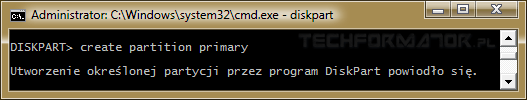 Administrator: C:\Windows\system32\cmd.exe - diskpart
TECHFORMATOR.PL
DISKPART> create partition primary
Utworzenie określonej partycji przez program DiskPart powiodło się.